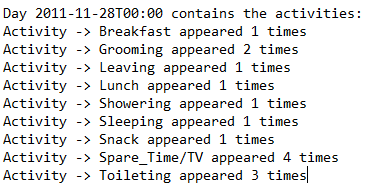 Day 2011-11-28T00:00 contains the activities:
Activity -> Breakfast appeared 1 times
Activity -> Grooming appeared 2 times
Activity -> Leaving appeared 1 times
Activity -> Lunch appeared 1 times
Activity -> Showering appeared 1 times
Activity -> Sleeping appeared 1 times
Activity -> Snack appeared 1 times
Activity -> Spare_Time/TV appeared 4 times
Activity -> Toileting appeared 3 times